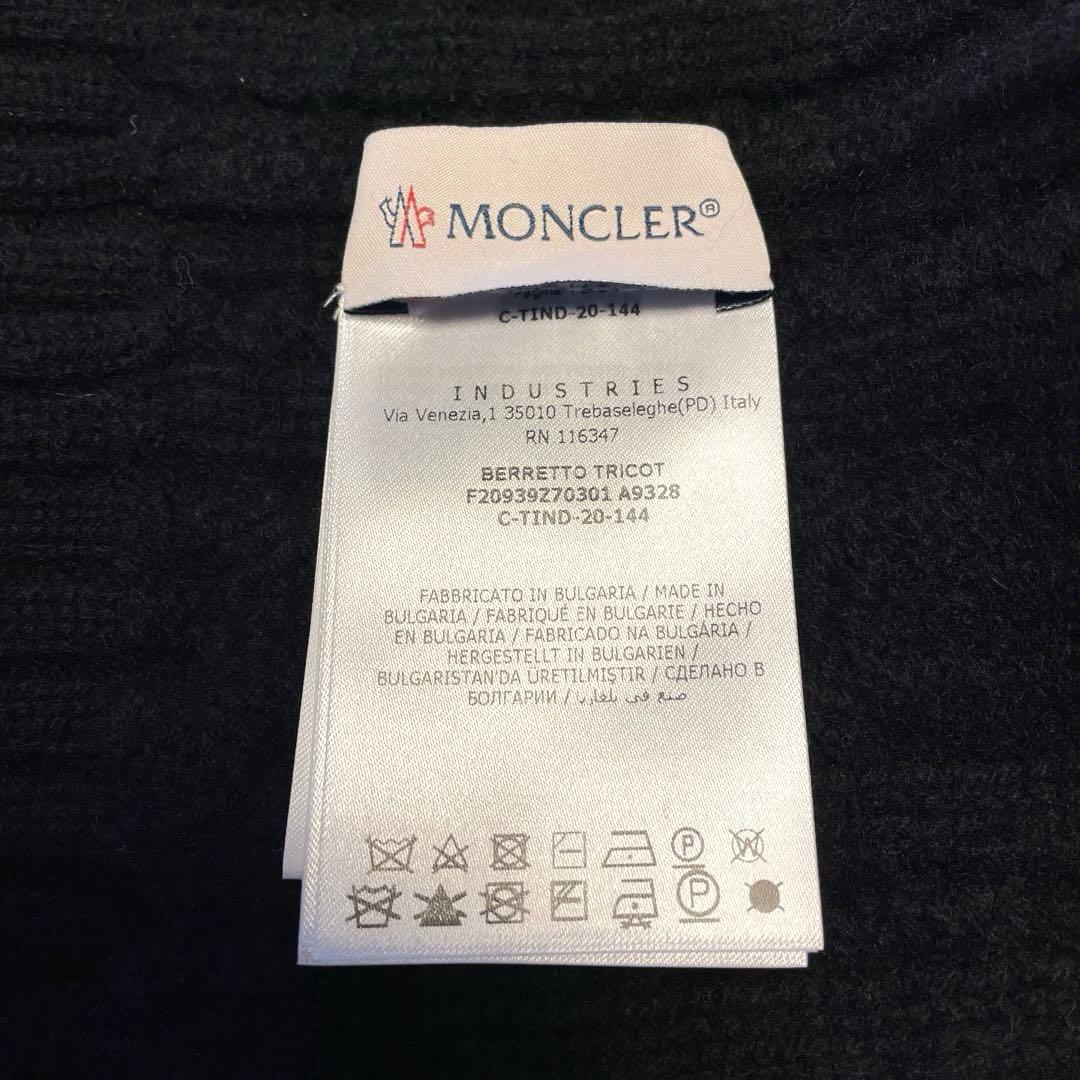 MONCLER®
C-TIND-20-144
INDUSTRIES
Via Venezia,1 35010 Trebaseleghe(PD) Italy
RN 116347
BERRETTO TRICOT
F20939Z70301 A9328
C-TIND-20-144
FABBRICATO IN BULGARIA / MADE IN
BULGARIA / FABRIQUÉ EN BULGARIE / HECHO
EN BULGARIA / FABRICADO NA BULGÁRIA /
HERGESTELLT IN BULGARIEN /
BULGARISTAN'DA ÜRETILMIŞTIR / СДЕЛАНО В
БОЛГАРИИ / صنع في بلغاريا
P W
P